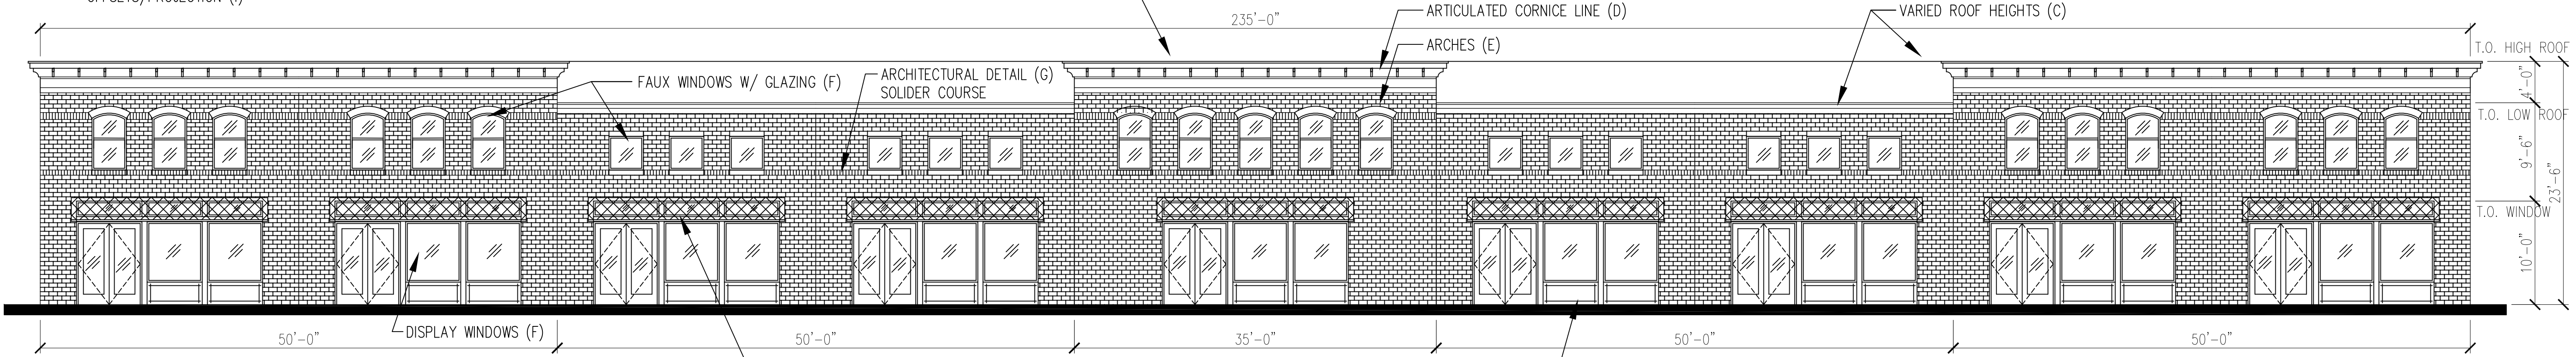 OFFSETS/PROJECTION (I)
235'-0"
ARTICULATED CORNICE LINE (D)
VARIED ROOF HEIGHTS (C)
ARCHES (E)
T.O. HIGH ROOF
FAUX WINDOWS W/ GLAZING (F)
ARCHITECTURAL DETAIL (G)
SOLIDER COURSE
4'-0"
T.O. LOW ROOF
9'-6"
23'-6"
T.O. WINDOW
10'-0"
DISPLAY WINDOWS (F)
50'-0"
50'-0"
35'-0"
50'-0"
50'-0"